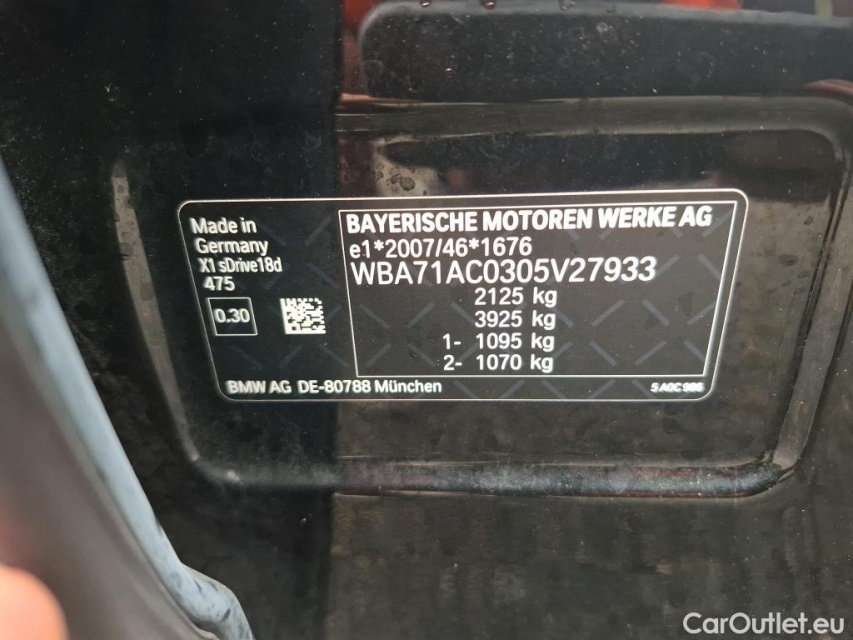 Made in
Germany
X1 sDrive18d
475
0.30
BAYERISCHE MOTOREN WERKE AG
e1*2007/46*1676
WBA71AC0305V27933
2125 kg
3925 kg
1- 1095 kg
2- 1070 kg
BMW AG DE-80788 München
5 A0C 986
CarOutlet.eu